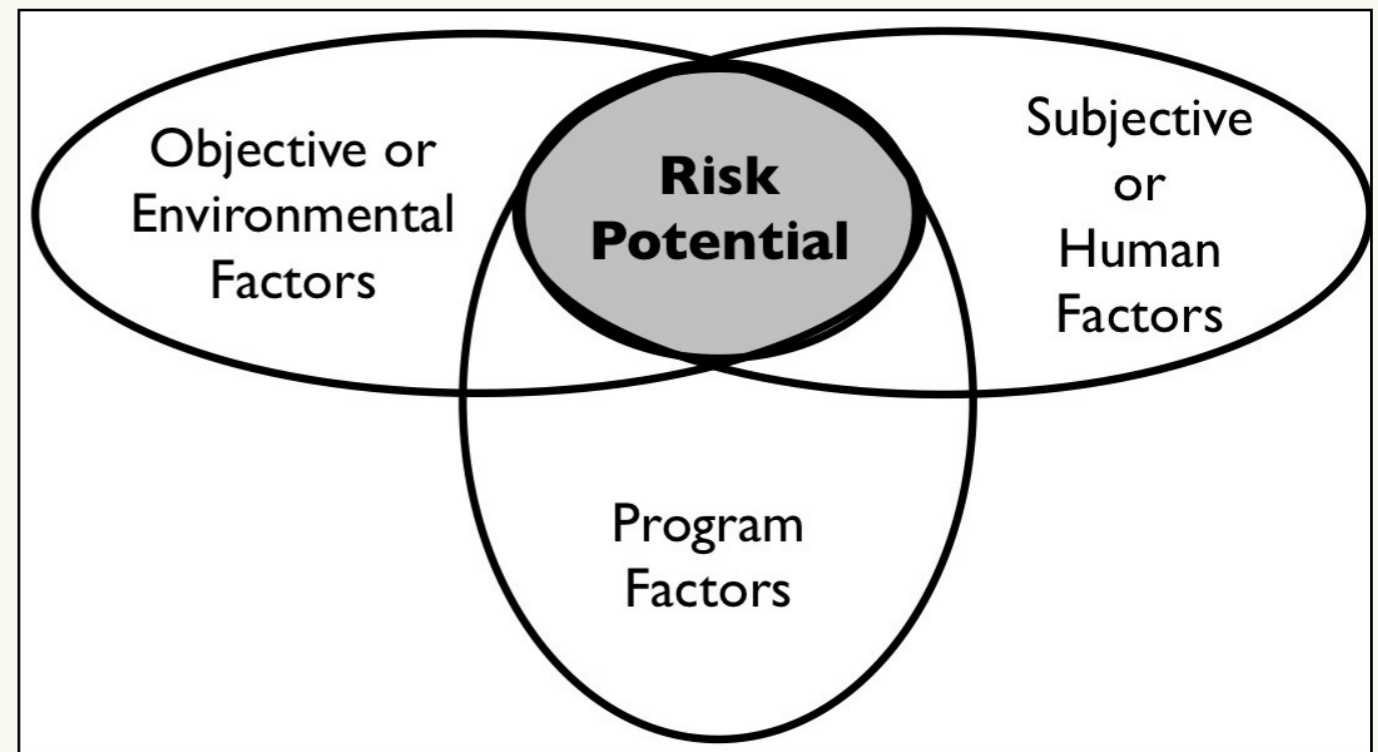 Objective or
Environmental
Factors
Risk
Potential
Subjective
or
Human
Factors
Program
Factors